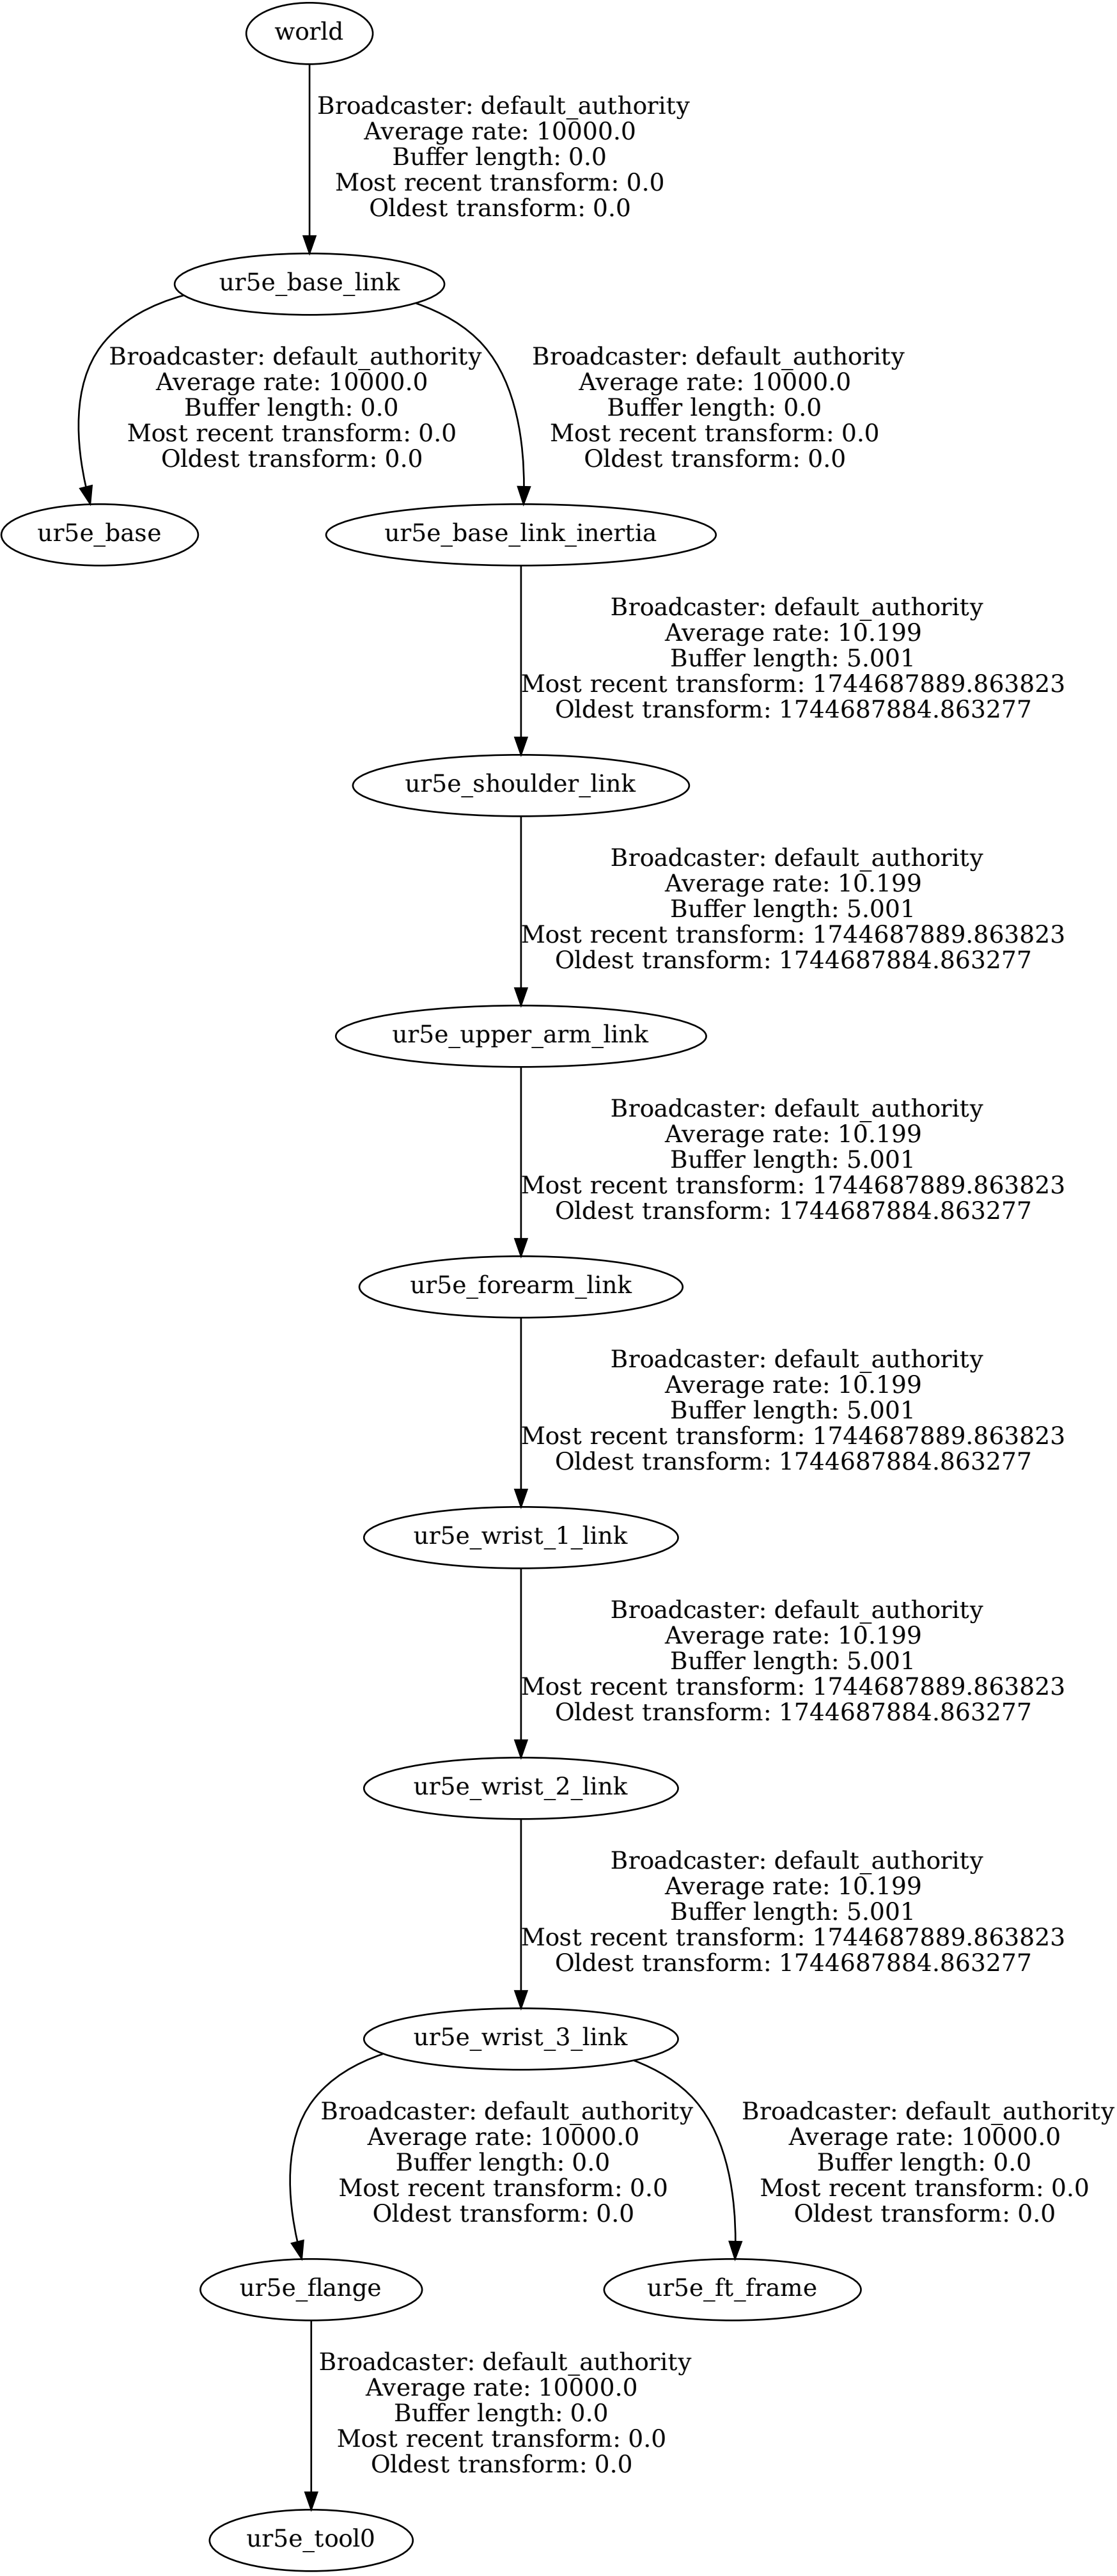 world
Broadcaster: default_authority
Average rate: 10000.0
Buffer length: 0.0
Most recent transform: 0.0
Oldest transform: 0.0
ur5e_base_link
Broadcaster: default_authority
Average rate: 10000.0
Buffer length: 0.0
Most recent transform: 0.0
Oldest transform: 0.0
Broadcaster: default_authority
Average rate: 10000.0
Buffer length: 0.0
Most recent transform: 0.0
Oldest transform: 0.0
ur5e_base
ur5e_base_link_inertia
Broadcaster: default_authority
Average rate: 10.199
Buffer length: 5.001
Most recent transform: 1744687889.863823
Oldest transform: 1744687884.863277
ur5e_shoulder_link
Broadcaster: default_authority
Average rate: 10.199
Buffer length: 5.001
Most recent transform: 1744687889.863823
Oldest transform: 1744687884.863277
ur5e_upper_arm_link
Broadcaster: default_authority
Average rate: 10.199
Buffer length: 5.001
Most recent transform: 1744687889.863823
Oldest transform: 1744687884.863277
ur5e_forearm_link
Broadcaster: default_authority
Average rate: 10.199
Buffer length: 5.001
Most recent transform: 1744687889.863823
Oldest transform: 1744687884.863277
ur5e_wrist_1_link
Broadcaster: default_authority
Average rate: 10.199
Buffer length: 5.001
Most recent transform: 1744687889.863823
Oldest transform: 1744687884.863277
ur5e_wrist_2_link
Broadcaster: default_authority
Average rate: 10.199
Buffer length: 5.001
Most recent transform: 1744687889.863823
Oldest transform: 1744687884.863277
ur5e_wrist_3_link
Broadcaster: default_authority
Average rate: 10000.0
Buffer length: 0.0
Most recent transform: 0.0
Oldest transform: 0.0
Broadcaster: default_authority
Average rate: 10000.0
Buffer length: 0.0
Most recent transform: 0.0
Oldest transform: 0.0
ur5e_flange
ur5e_ft_frame
Broadcaster: default_authority
Average rate: 10000.0
Buffer length: 0.0
Most recent transform: 0.0
Oldest transform: 0.0
ur5e_tool0